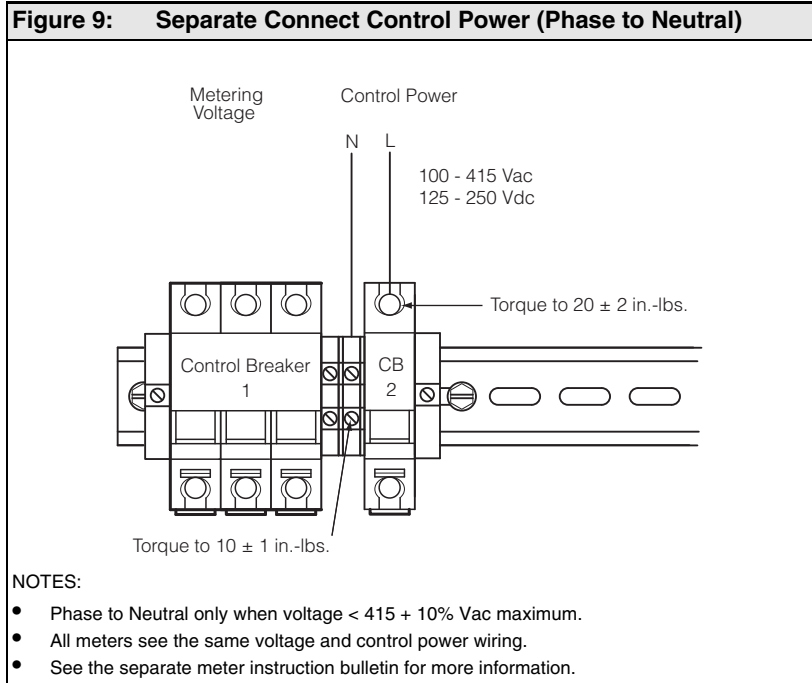 Figure 9: Separate Connect Control Power (Phase to Neutral)
Metering
Voltage
Control Power
N L
100 - 415 Vac
125 - 250 Vdc
Torque to 20 ± 2 in.-lbs.
Control Breaker
1
CB
2
Torque to 10 ± 1 in.-lbs.
NOTES:
• Phase to Neutral only when voltage < 415 + 10% Vac maximum.
• All meters see the same voltage and control power wiring.
• See the separate meter instruction bulletin for more information.